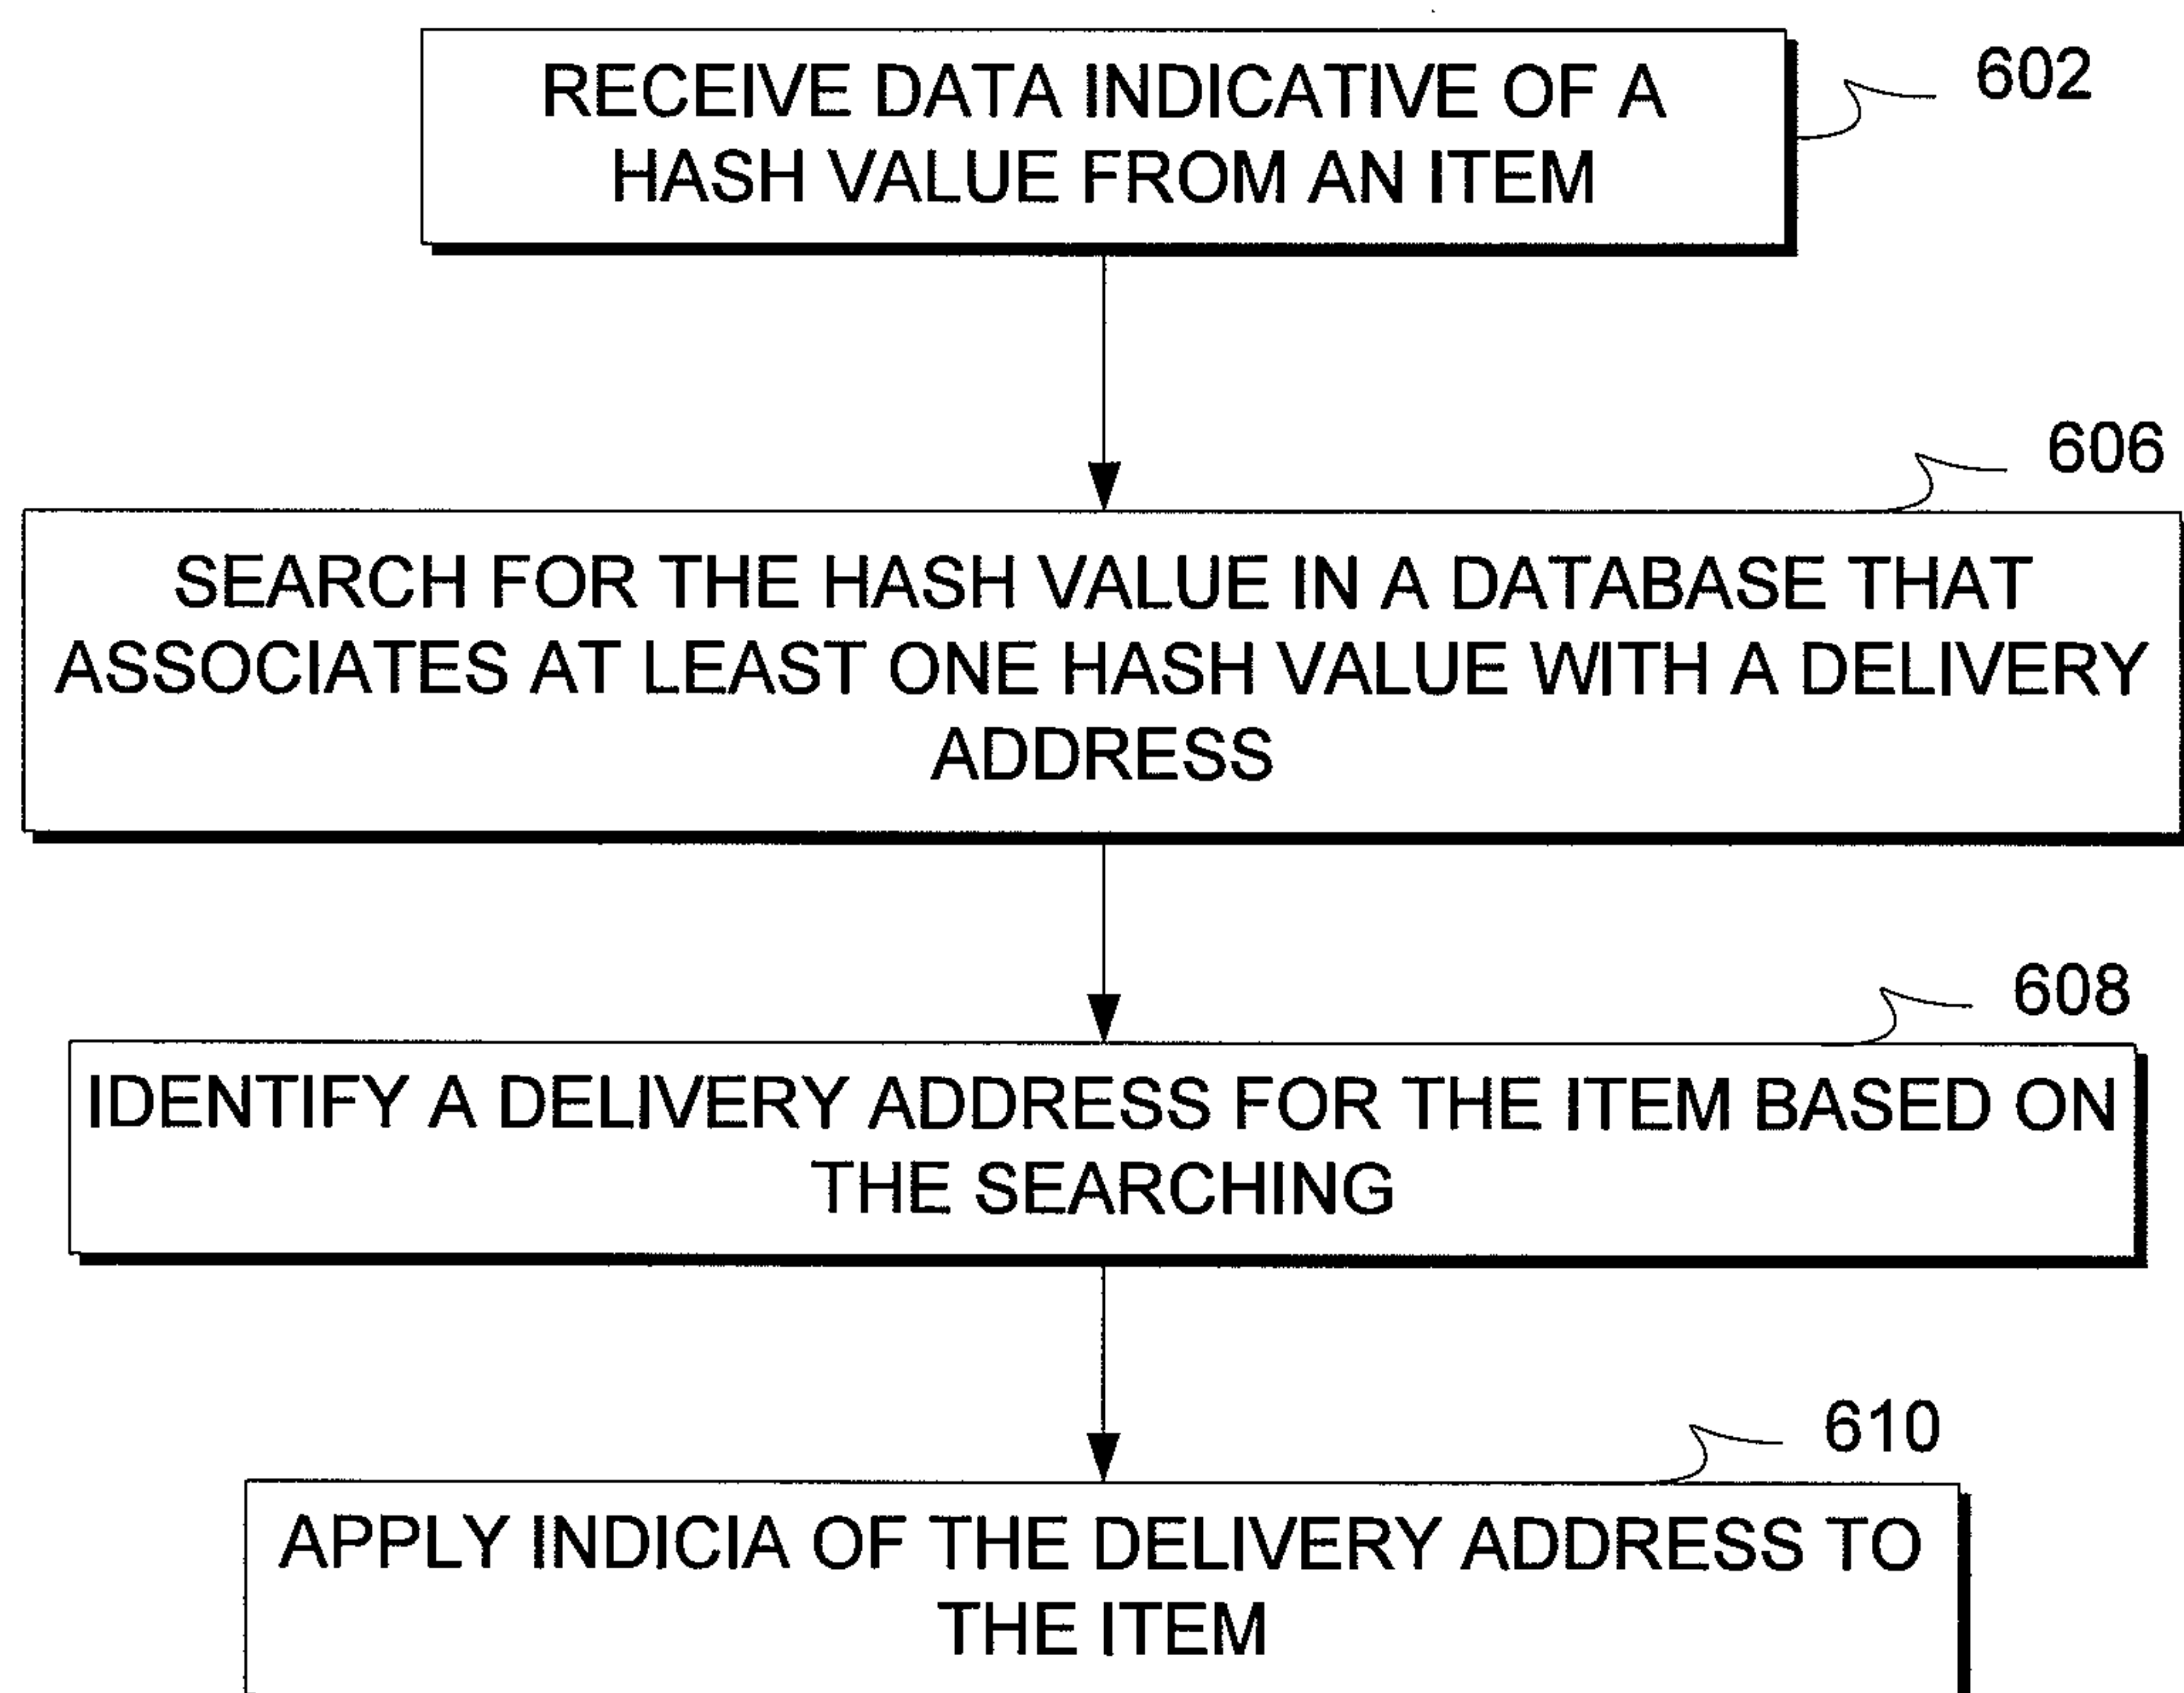 RECEIVE DATA INDICATIVE OF A
HASH VALUE FROM AN ITEM
602
606
SEARCH FOR THE HASH VALUE IN A DATABASE THAT
ASSOCIATES AT LEAST ONE HASH VALUE WITH A DELIVERY
ADDRESS
608
IDENTIFY A DELIVERY ADDRESS FOR THE ITEM BASED ON
THE SEARCHING
610
APPLY INDICIA OF THE DELIVERY ADDRESS TO
THE ITEM